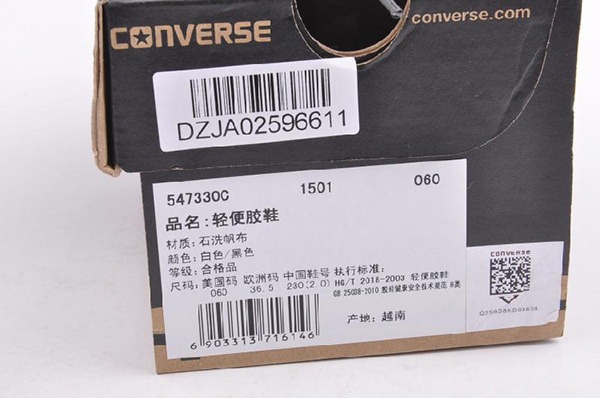 CONVERSE
converse.com
DZJA02596611
547330C 1501 060
品名:轻便胶鞋
材质:石洗帆布
颜色:白色/黑色
等级:合格品
尺码:美国码 欧洲码 中国鞋号 执行标准:
060 36.5 230(2.0) HG/T 2018-2003 轻便胶鞋
GB 25038-2010 胶鞋健康安全技术规范 B类
产地:越南
6 903313 716146
CONVERSE